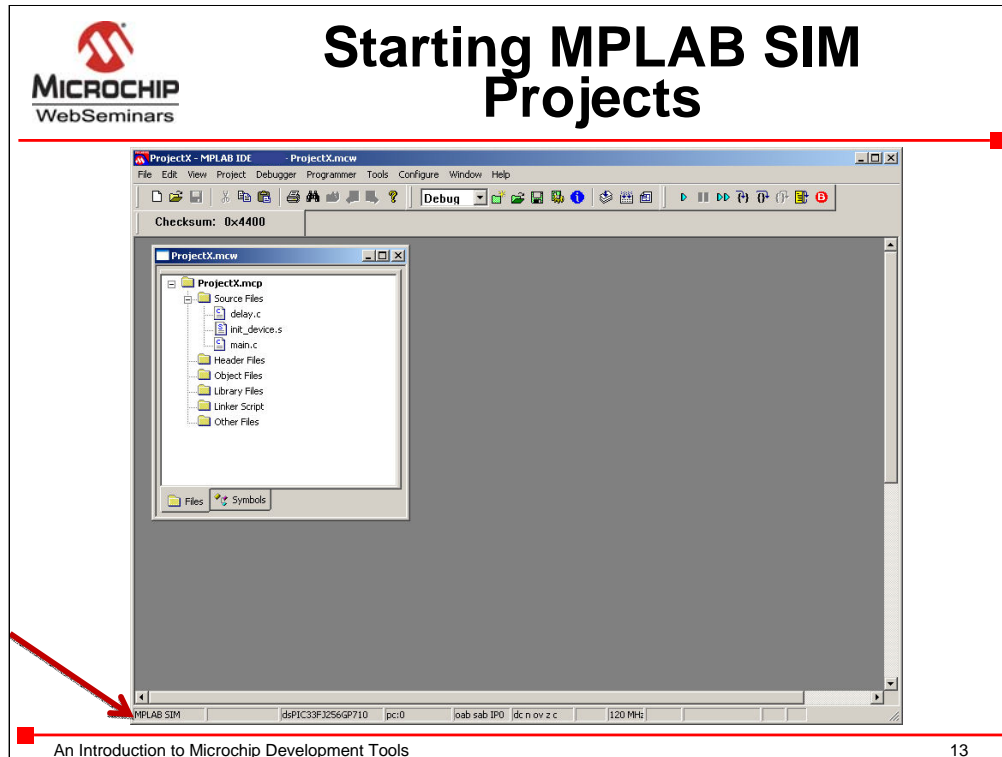 MICROCHIP
WebSeminars
Starting MPLAB SIM
Projects
ProjectX - MPLAB IDE - ProjectX.mcw
File Edit View Project Debugger Programmer Tools Configure Window Help
Debug
Checksum: 0x4400
ProjectX.mcw
ProjectX.mcp
Source Files
delay.c
init_device.s
main.c
Header Files
Object Files
Library Files
Linker Script
Other Files
Files Symbols
MPLAB SIM dsPIC33FJ256GP710 pc:0 oab sab IP0 dc n ov z c 120 MHz
An Introduction to Microchip Development Tools 13